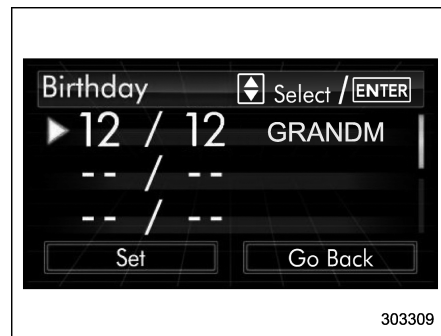 Birthday Select / ENTER
12 / 12 GRANDM
-- / --
-- / --
Set Go Back
303309